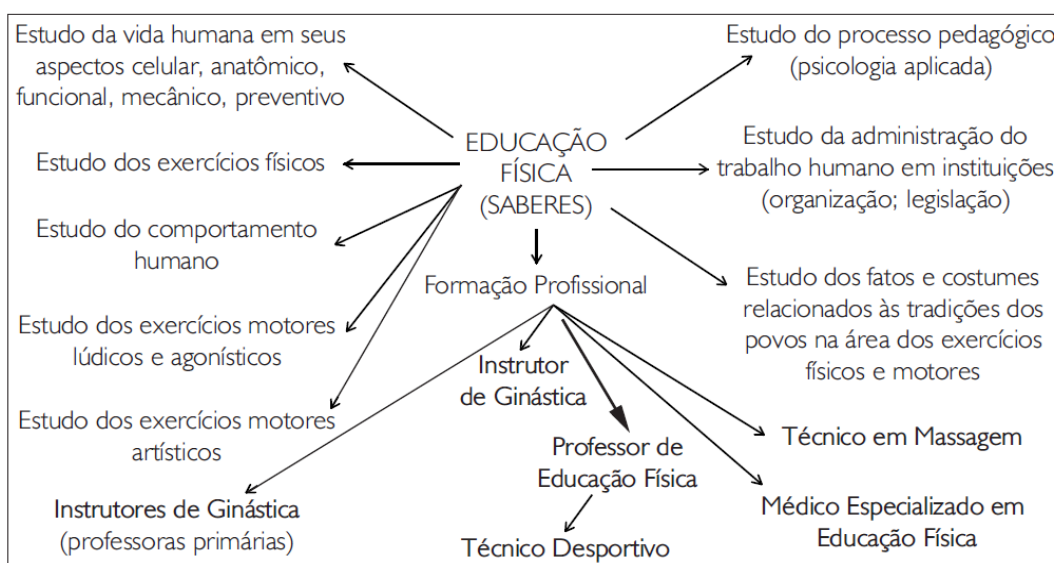 Estudo da vida humana em seus
aspectos celular, anatômico,
funcional, mecânico, preventivo
Estudo do processo pedagógico
(psicologia aplicada)
EDUCAÇÃO
FÍSICA
(SABERES)
Estudo dos exercícios físicos
Estudo da administração do
trabalho humano em instituições
(organização; legislação)
Estudo do comportamento
humano
Formação Profissional
Estudo dos fatos e costumes
relacionados às tradições dos
povos na área dos exercícios
físicos e motores
Estudo dos exercícios motores
lúdicos e agonísticos
Instrutor
de Ginástica
Estudo dos exercícios motores
artísticos
Professor de
Educação Física
Técnico em Massagem
Instrutores de Ginástica
(professoras primárias)
Técnico Desportivo
Médico Especializado em
Educação Física